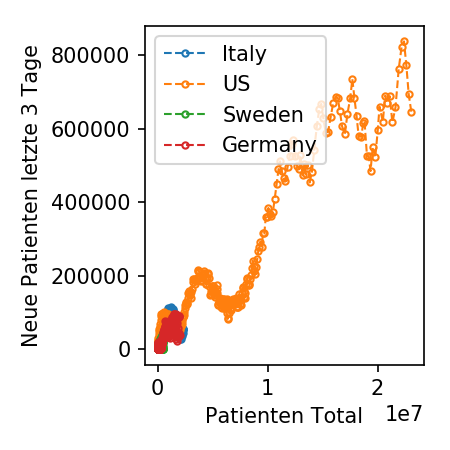 Neue Patienten letzte 3 Tage
800000
600000
400000
200000
0
Italy
US
Sweden
Germany
0 1 2
1e7
Patienten Total